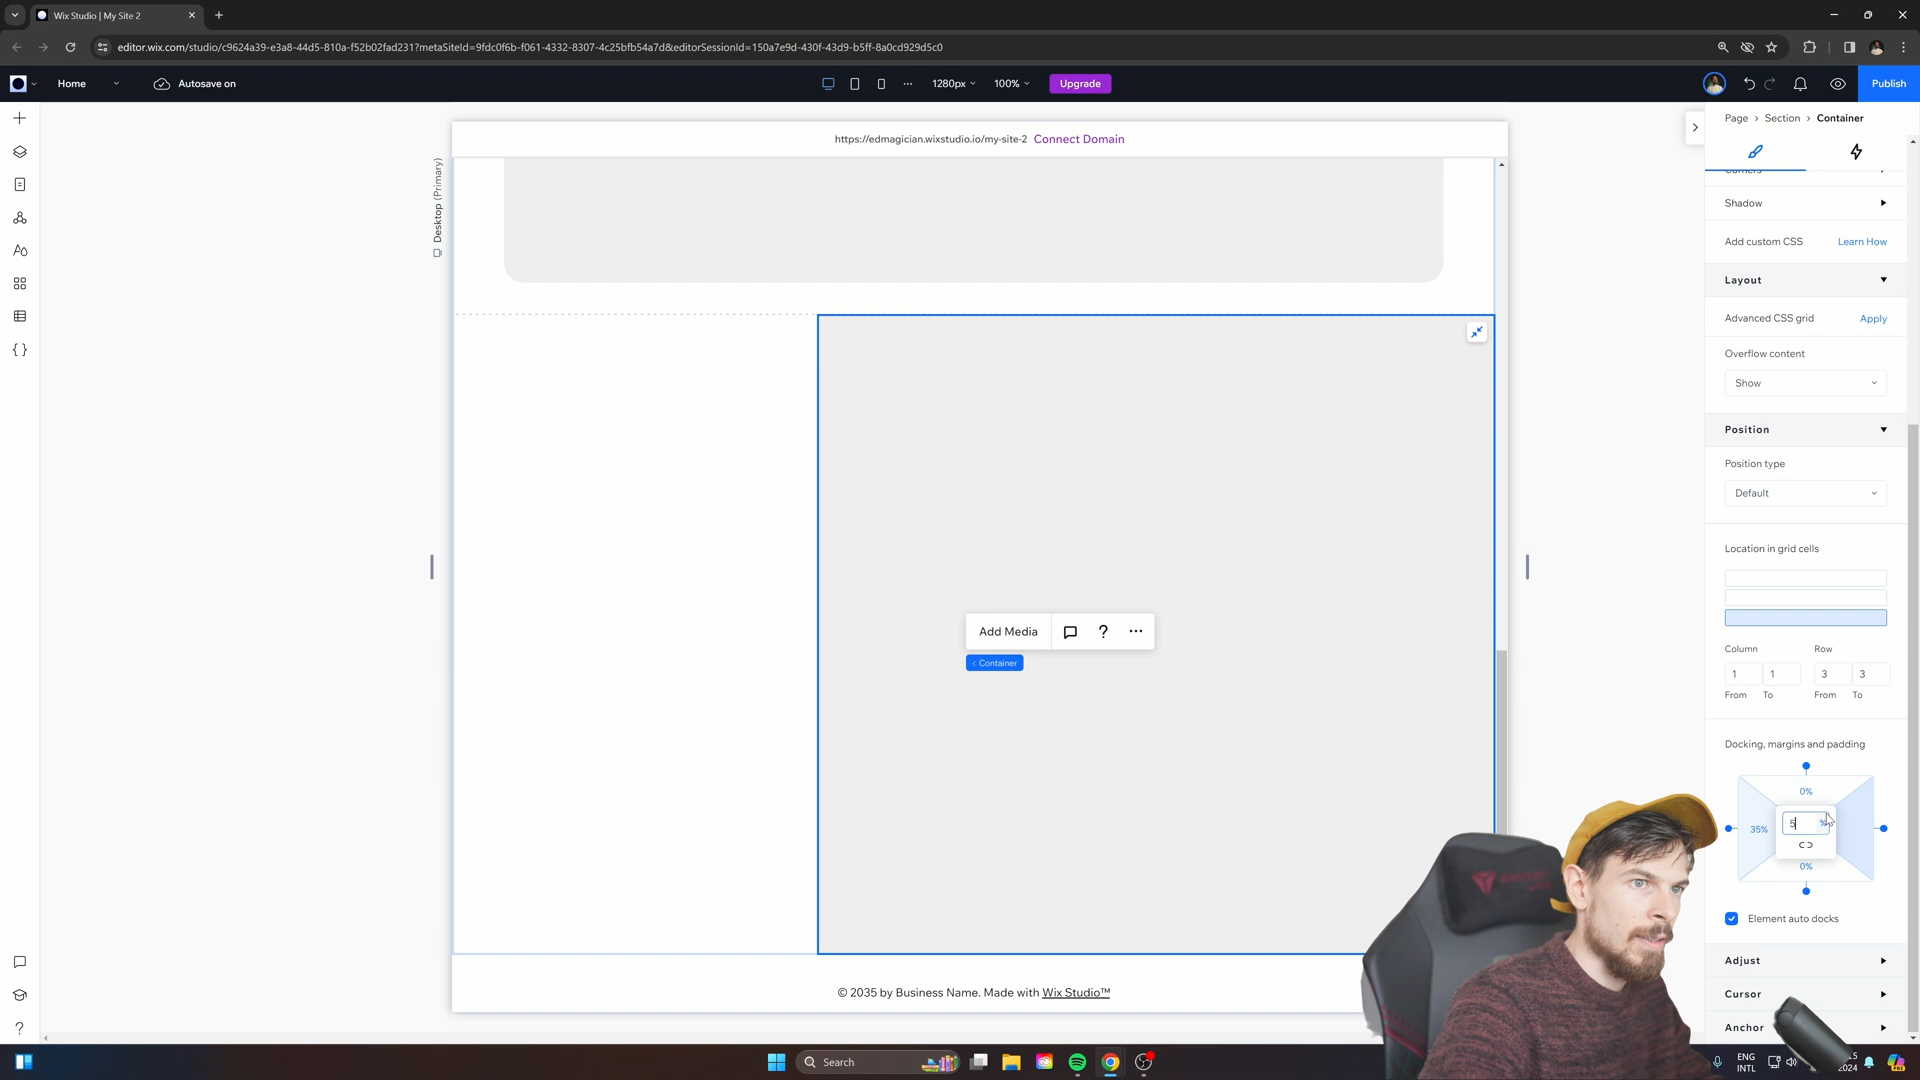 Wix Studio | My Site 2
editor.wix.com/studio/c9624a39-e3a8-44d5-810a-f52b02fad231?metaSiteId=9fdc0f6b-f061-4332-8307-4c25bfb54a7d&editorSessionId=150a7e9d-430f-43d9-b5ff-8a0cd929d5c0
Home
Autosave on
1280px
100%
Upgrade
Publish
https://edmagician.wixstudio.io/my-site-2 Connect Domain
Desktop (Primary)
Page > Section > Container
Corners
Shadow
Add custom CSS
Learn How
Layout
Advanced CSS grid
Apply
Overflow content
Show
Position
Position type
Default
Location in grid cells
Column
Row
1
1
3
3
From
To
From
To
Add Media
?
< Container
Docking, margins and padding
0%
35%
5
%
0%
Element auto docks
Adjust
Cursor
Anchor
© 2035 by Business Name. Made with Wix Studio™
?
Search
ENG
INTL
15
2024
PRE